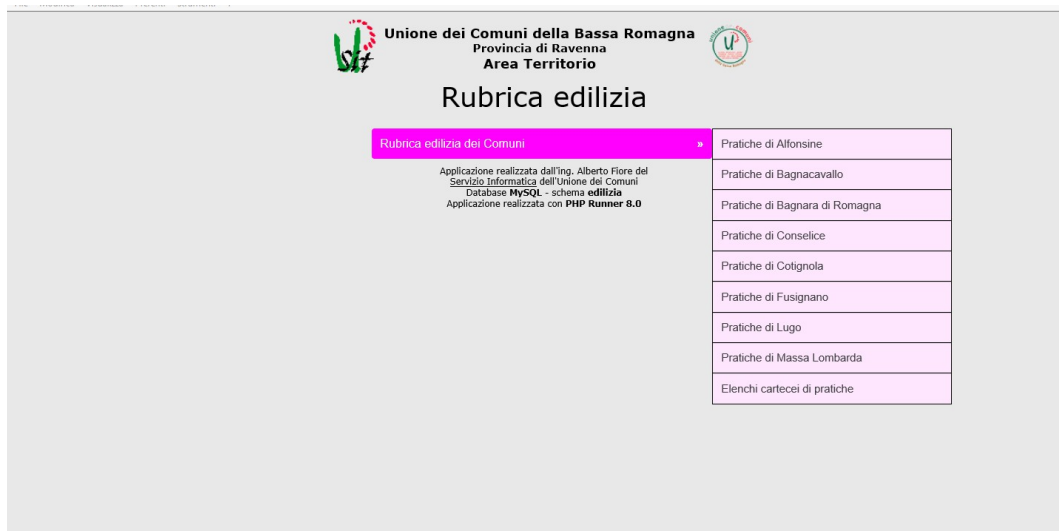 Unione dei Comuni della Bassa Romagna
Provincia di Ravenna
Area Territorio
Rubrica edilizia
Rubrica edilizia dei Comuni »
Applicazione realizzata dall'ing. Alberto Fiore del
Servizio Informatica dell'Unione dei Comuni
Database MySQL - schema edilizia
Applicazione realizzata con PHP Runner 8.0
Pratiche di Alfonsine
Pratiche di Bagnacavallo
Pratiche di Bagnara di Romagna
Pratiche di Conselice
Pratiche di Cotignola
Pratiche di Fusignano
Pratiche di Lugo
Pratiche di Massa Lombarda
Elenchi cartecei di pratiche